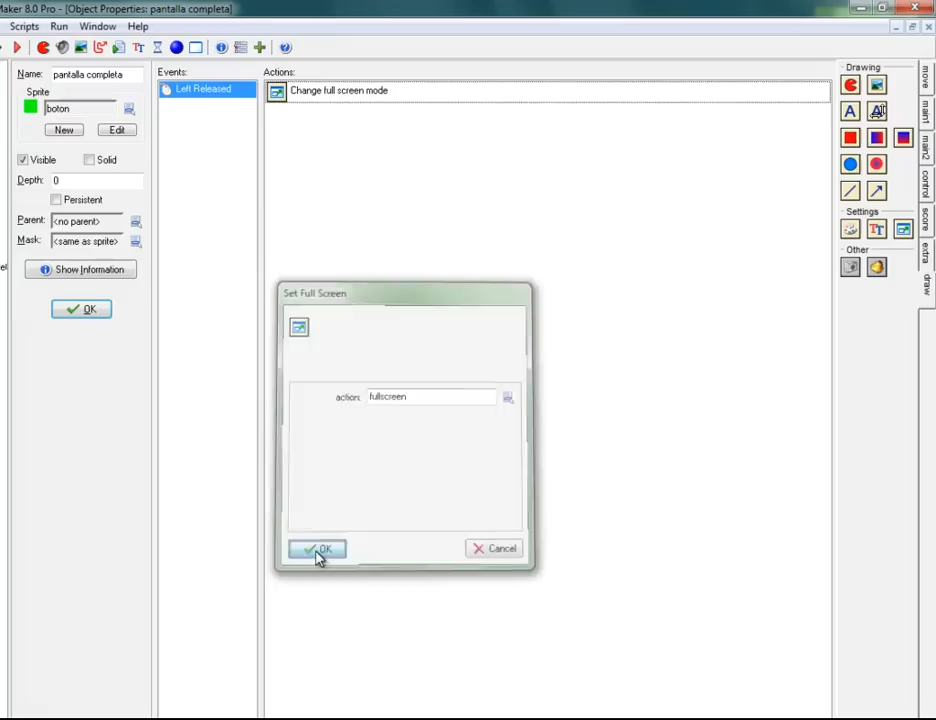 Maker 8.0 Pro - [Object Properties: pantalla completa]
Scripts Run Window Help
Name: pantalla completa
Sprite
boton
New Edit
Visible Solid
Depth: 0
Persistent
Parent: <no parent>
Mask: <same as sprite>
Show Information
OK
Events:
Left Released
Actions:
Change full screen mode
Set Full Screen
action: fullscreen
OK Cancel
Drawing
Settings
Other
move
main1
main2
control
score
extra
draw